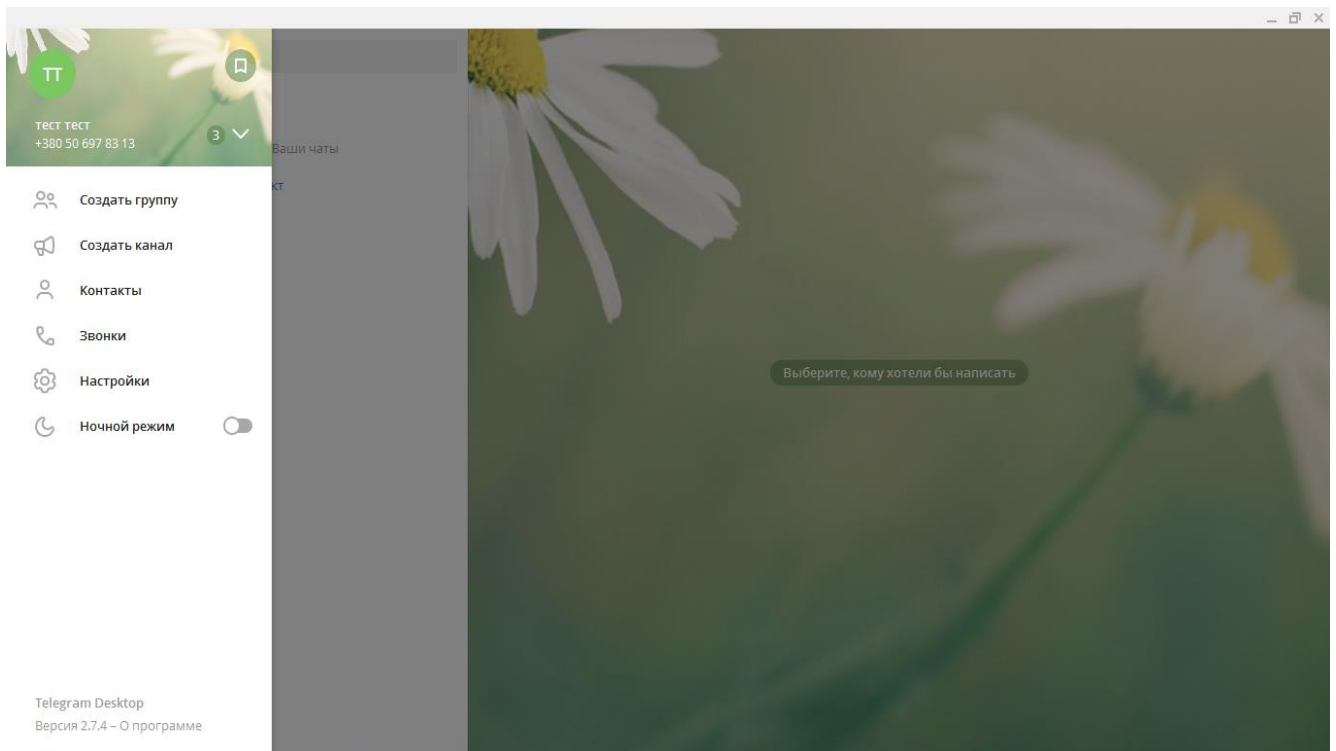 ТТ
тест тест
+380 50 697 83 13
3
Создать группу
Создать канал
Контакты
Звонки
Настройки
Ночной режим
Telegram Desktop
Версия 2.7.4 – О программе
Ваши чаты
кт
Выберите, кому хотели бы написать